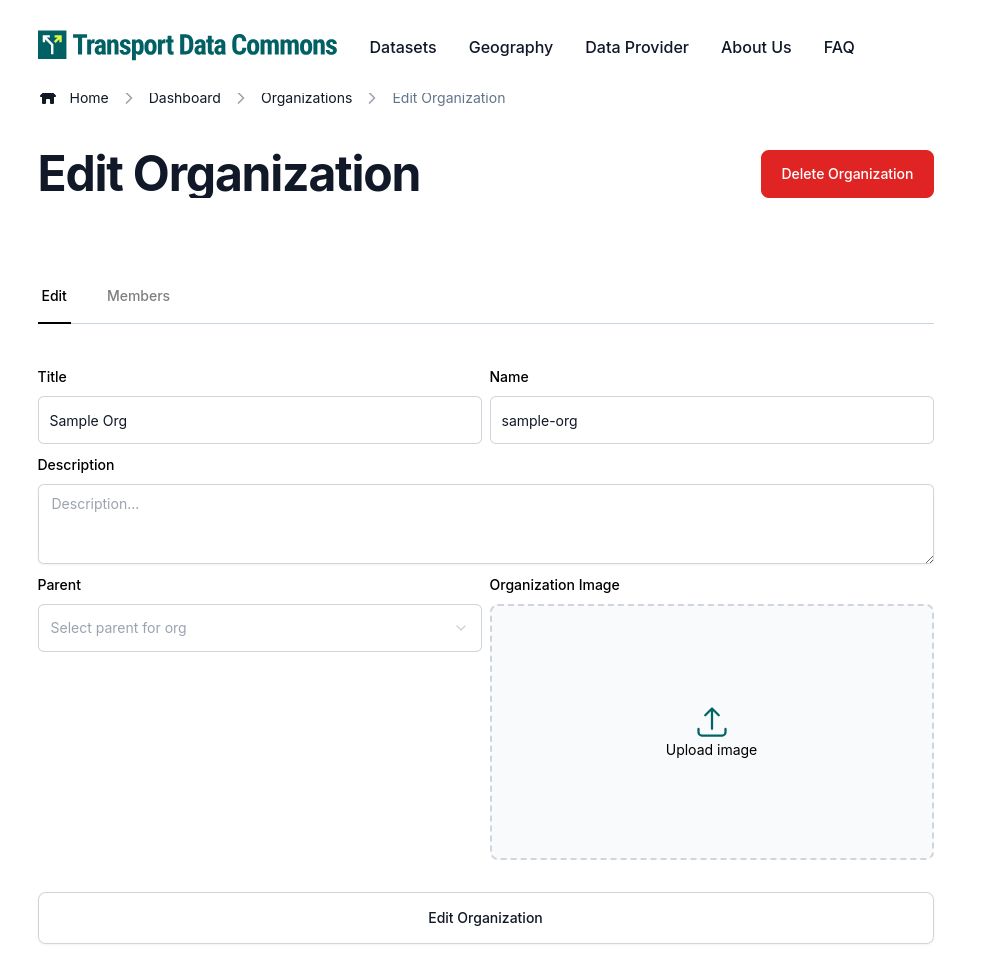 Transport Data Commons Datasets Geography Data Provider About Us FAQ
Home Dashboard Organizations Edit Organization
Edit Organization Delete Organization
Edit Members
Title Name
Sample Org sample-org
Description
Description...
Parent Organization Image
Select parent for org
Upload image
Edit Organization